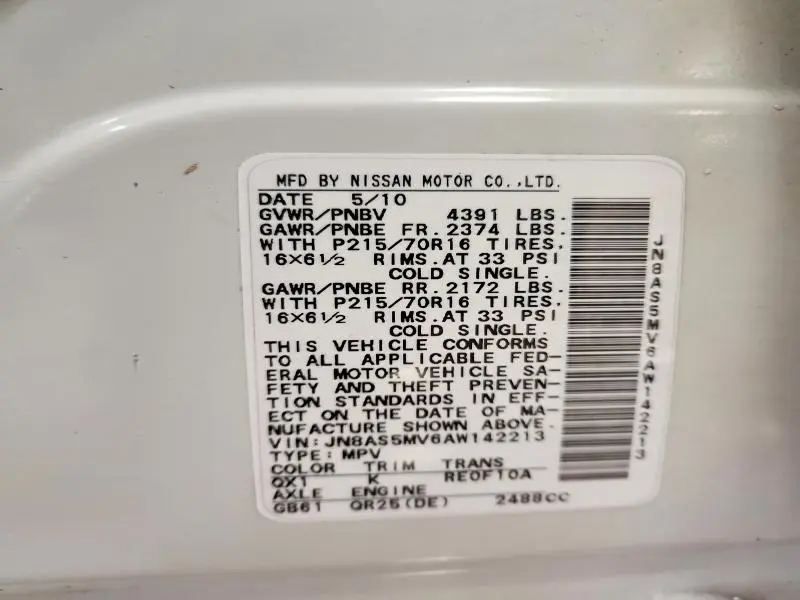 MFD BY NISSAN MOTOR CO.,LTD.
DATE 5/10
GVWR/PNBV 4391 LBS.
GAWR/PNBE FR. 2374 LBS.
WITH P215/70R16 TIRES.
16×6½ RIMS. AT 33 PSI
COLD SINGLE.
GAWR/PNBE RR. 2172 LBS.
WITH P215/70R16 TIRES.
16×6½ RIMS. AT 33 PSI
COLD SINGLE.
THIS VEHICLE CONFORMS
TO ALL APPLICABLE FED-
ERAL MOTOR VEHICLE SA-
FETY AND THEFT PREVEN-
TION STANDARDS IN EFF-
ECT ON THE DATE OF MA-
NUFACTURE SHOWN ABOVE.
VIN: JN8AS5MV6AW142213
TYPE: MPV
COLOR TRIM TRANS
QX1 K RE0F10A
AXLE ENGINE
GB61 QR25(DE) 2488CC
JN8AS5MV6AW142213